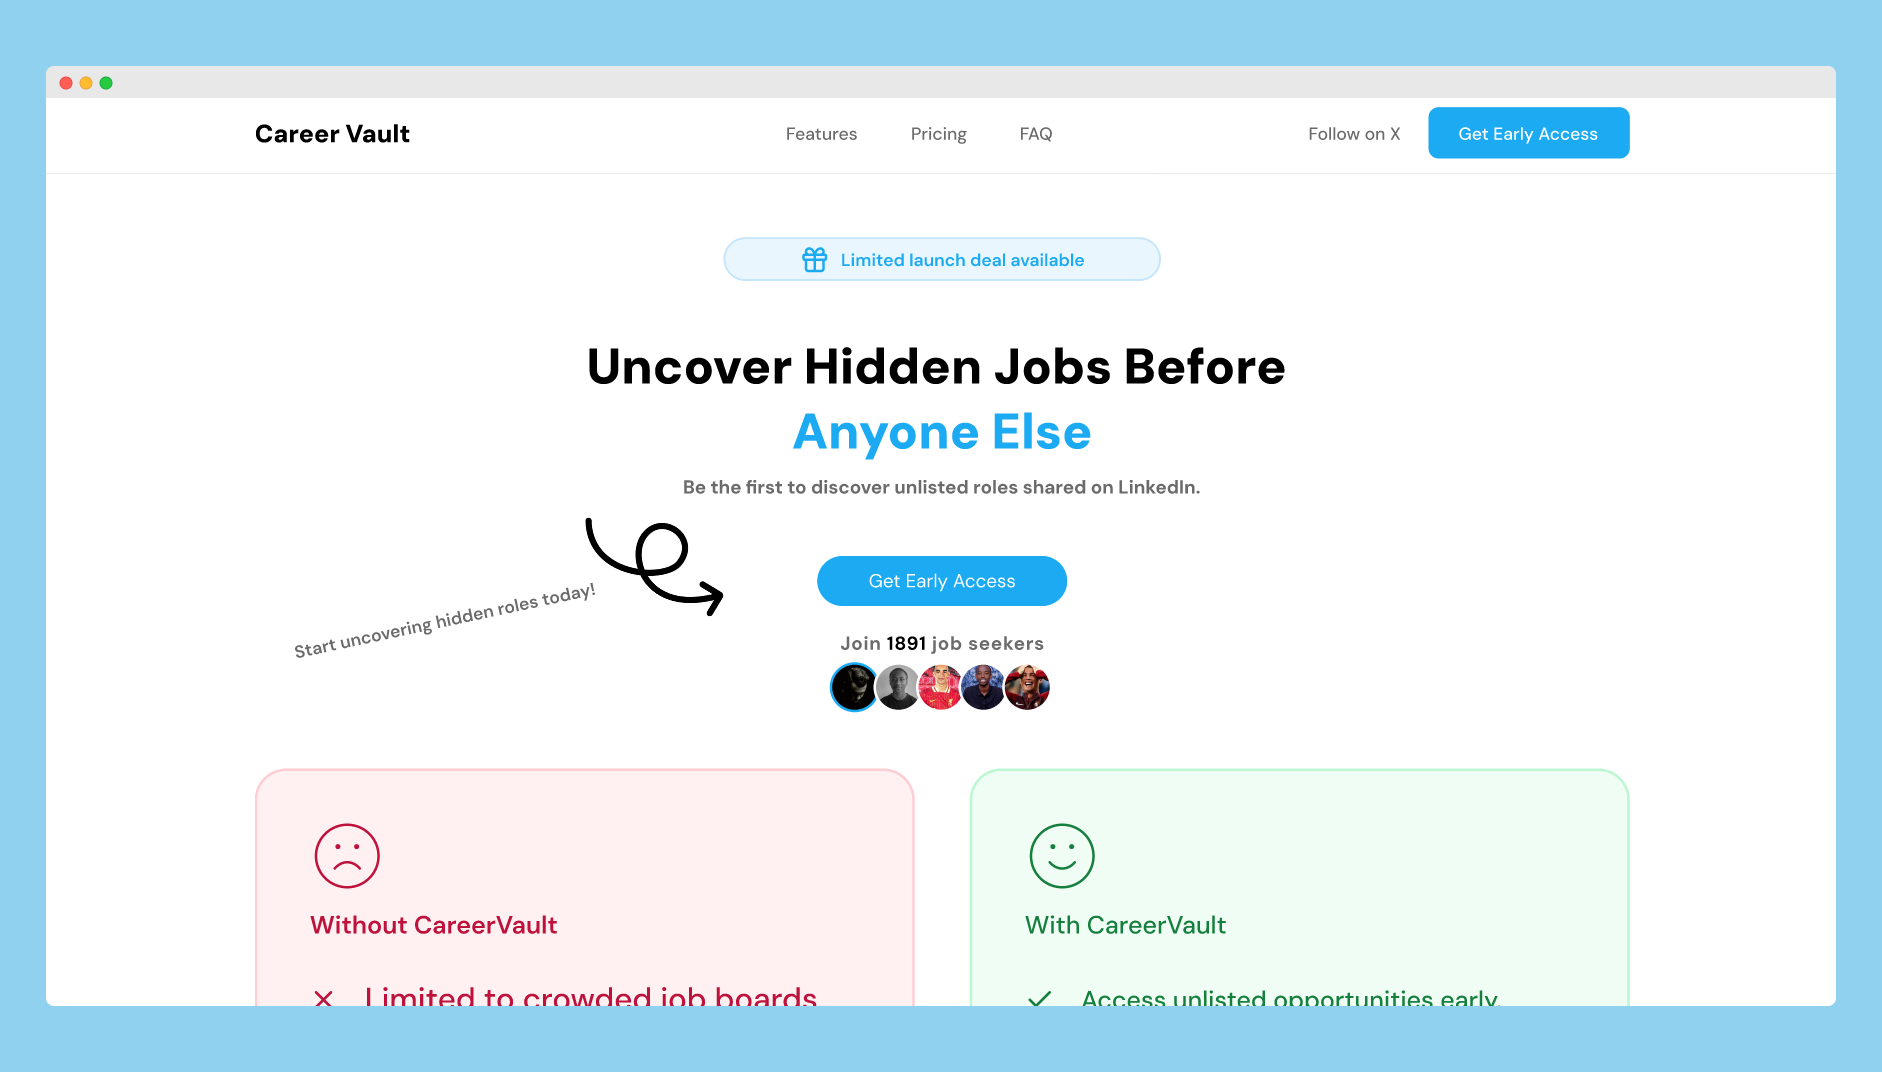 Career Vault
Features
Pricing
FAQ
Follow on X
Get Early Access
Limited launch deal available
Uncover Hidden Jobs Before
Anyone Else
Be the first to discover unlisted roles shared on LinkedIn.
Start uncovering hidden roles today!
Get Early Access
Join 1891 job seekers
Without CareerVault
Limited to crowded job boards
With CareerVault
Access unlisted opportunities early.